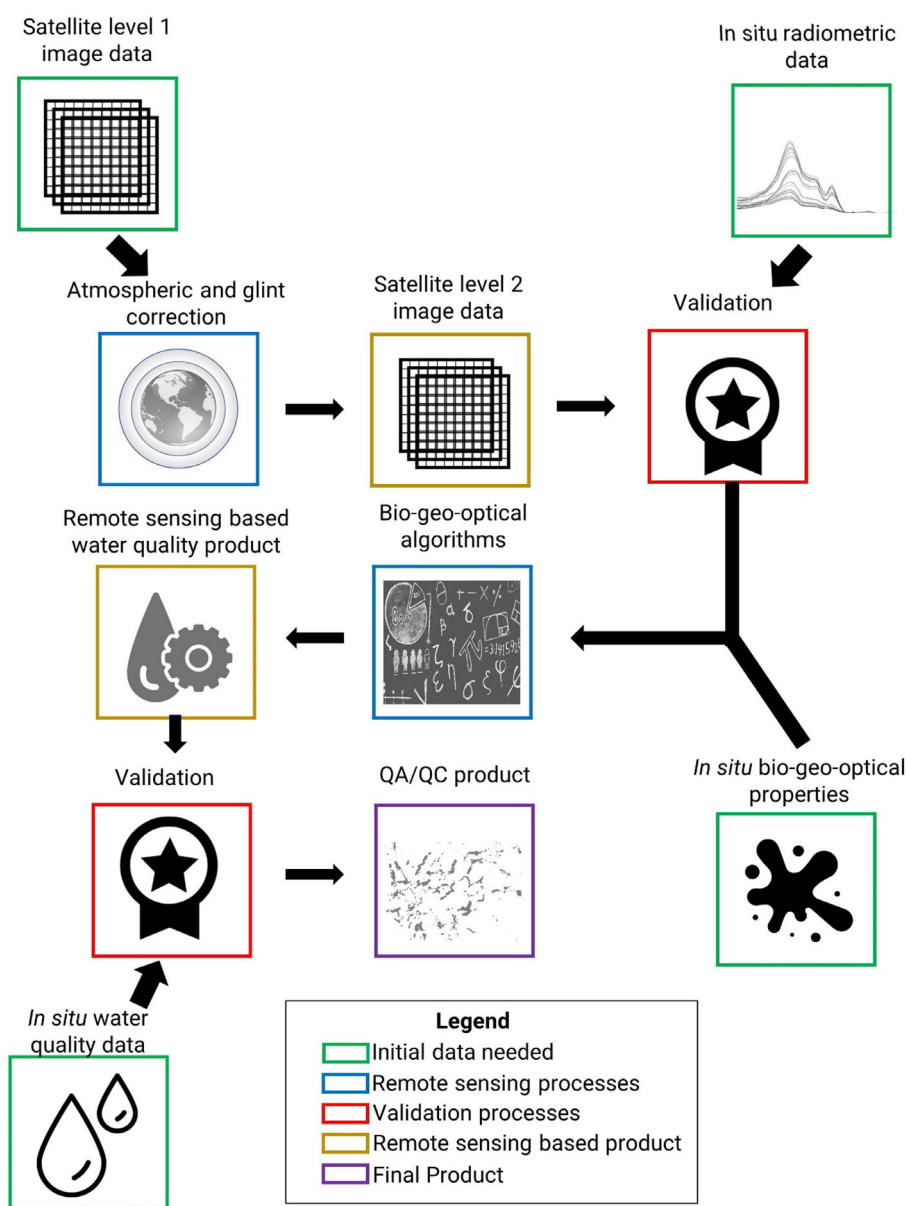 Satellite level 1
image data
In situ radiometric
data
Atmospheric and glint
correction
Satellite level 2
image data
Validation
Remote sensing based
water quality product
Bio-geo-optical
algorithms
Validation
QA/QC product
In situ bio-geo-optical
properties
In situ water
quality data
Legend
Initial data needed
Remote sensing processes
Validation processes
Remote sensing based product
Final Product